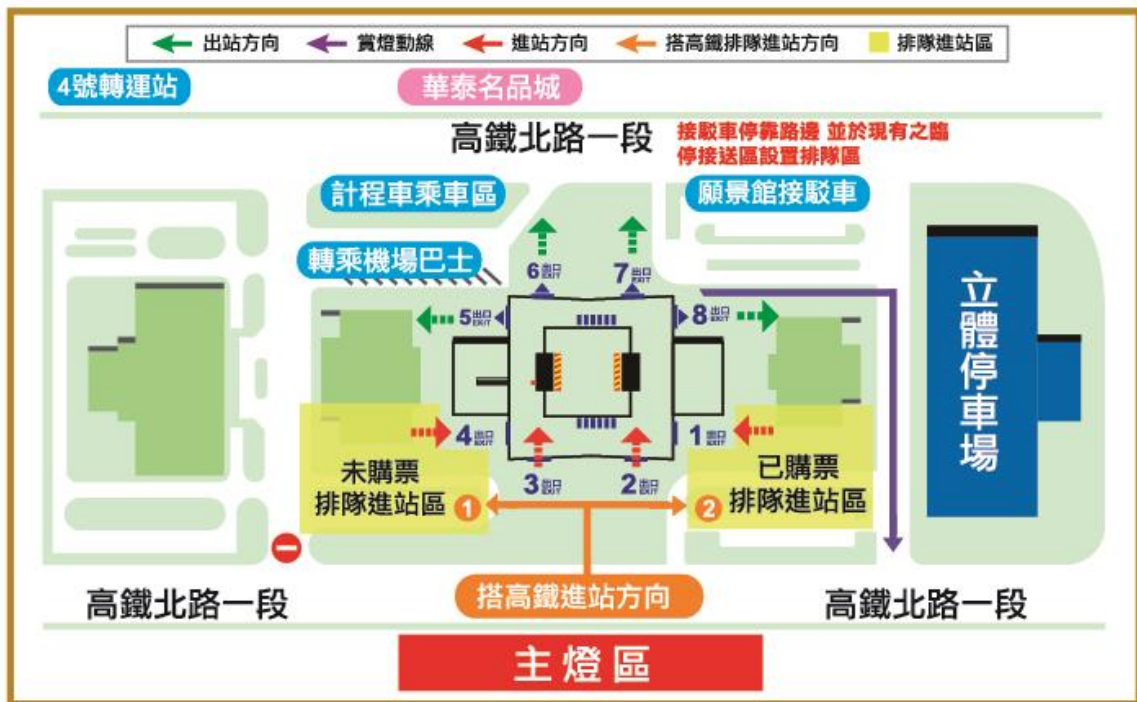 出站方向
賞燈動線
進站方向
搭高鐵排隊進站方向
排隊進站區
4號轉運站
華泰名品城
高鐵北路一段
接駁車停靠路邊 並於現有之臨
停接送區設置排隊區
計程車乘車區
願景館接駁車
轉乘機場巴士
6出口 EXIT
7出口 EXIT
5出口 EXIT
8出口 EXIT
立體停車場
4出口 EXIT
1出口 EXIT
未購票
排隊進站區 1
3出口 EXIT
2出口 EXIT
已購票
2 排隊進站區
高鐵北路一段
搭高鐵進站方向
高鐵北路一段
主燈區